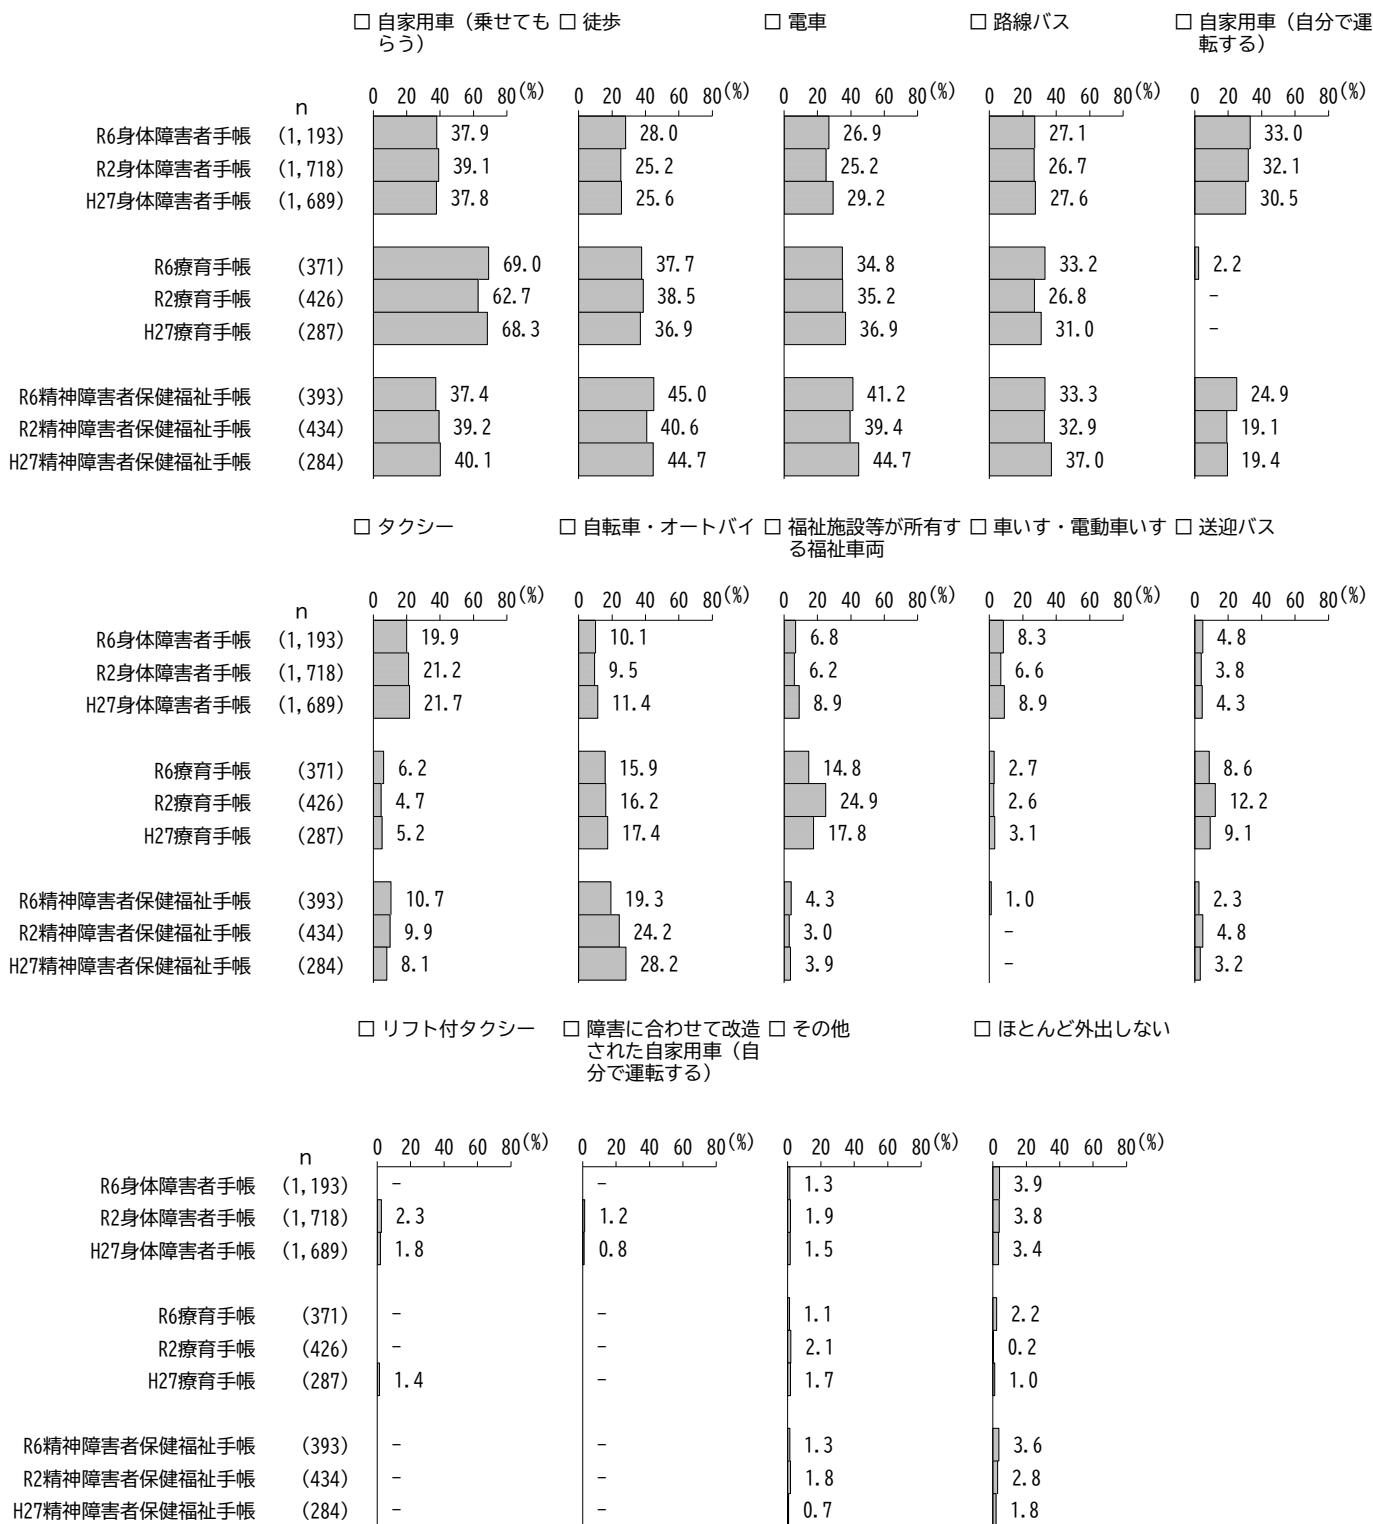 □ 自家用車（乗せても □ 徒歩 □ 電車 □ 路線バス □ 自家用車（自分で運
らう） 転する）
0 20 40 60 80(%) 0 20 40 60 80(%) 0 20 40 60 80(%) 0 20 40 60 80(%) 0 20 40 60 80(%)
n
R6身体障害者手帳 (1,193) 37.9 28.0 26.9 27.1 33.0
R2身体障害者手帳 (1,718) 39.1 25.2 25.2 26.7 32.1
H27身体障害者手帳 (1,689) 37.8 25.6 29.2 27.6 30.5
R6療育手帳 (371) 69.0 37.7 34.8 33.2 2.2
R2療育手帳 (426) 62.7 38.5 35.2 26.8 -
H27療育手帳 (287) 68.3 36.9 36.9 31.0 -
R6精神障害者保健福祉手帳 (393) 37.4 45.0 41.2 33.3 24.9
R2精神障害者保健福祉手帳 (434) 39.2 40.6 39.4 32.9 19.1
H27精神障害者保健福祉手帳 (284) 40.1 44.7 44.7 37.0 19.4
□ タクシー □ 自転車・オートバイ □ 福祉施設等が所有す □ 車いす・電動車いす □ 送迎バス
る福祉車両
0 20 40 60 80(%) 0 20 40 60 80(%) 0 20 40 60 80(%) 0 20 40 60 80(%) 0 20 40 60 80(%)
n
R6身体障害者手帳 (1,193) 19.9 10.1 6.8 8.3 4.8
R2身体障害者手帳 (1,718) 21.2 9.5 6.2 6.6 3.8
H27身体障害者手帳 (1,689) 21.7 11.4 8.9 8.9 4.3
R6療育手帳 (371) 6.2 15.9 14.8 2.7 8.6
R2療育手帳 (426) 4.7 16.2 24.9 2.6 12.2
H27療育手帳 (287) 5.2 17.4 17.8 3.1 9.1
R6精神障害者保健福祉手帳 (393) 10.7 19.3 4.3 1.0 2.3
R2精神障害者保健福祉手帳 (434) 9.9 24.2 3.0 - 4.8
H27精神障害者保健福祉手帳 (284) 8.1 28.2 3.9 - 3.2
□ リフト付タクシー □ 障害に合わせて改造 □ その他 □ ほとんど外出しない
された自家用車（自
分で運転する）
0 20 40 60 80(%) 0 20 40 60 80(%) 0 20 40 60 80(%) 0 20 40 60 80(%)
n
R6身体障害者手帳 (1,193) - - 1.3 3.9
R2身体障害者手帳 (1,718) 2.3 1.2 1.9 3.8
H27身体障害者手帳 (1,689) 1.8 0.8 1.5 3.4
R6療育手帳 (371) - - 1.1 2.2
R2療育手帳 (426) - - 2.1 0.2
H27療育手帳 (287) 1.4 - 1.7 1.0
R6精神障害者保健福祉手帳 (393) - - 1.3 3.6
R2精神障害者保健福祉手帳 (434) - - 1.8 2.8
H27精神障害者保健福祉手帳 (284) - - 0.7 1.8